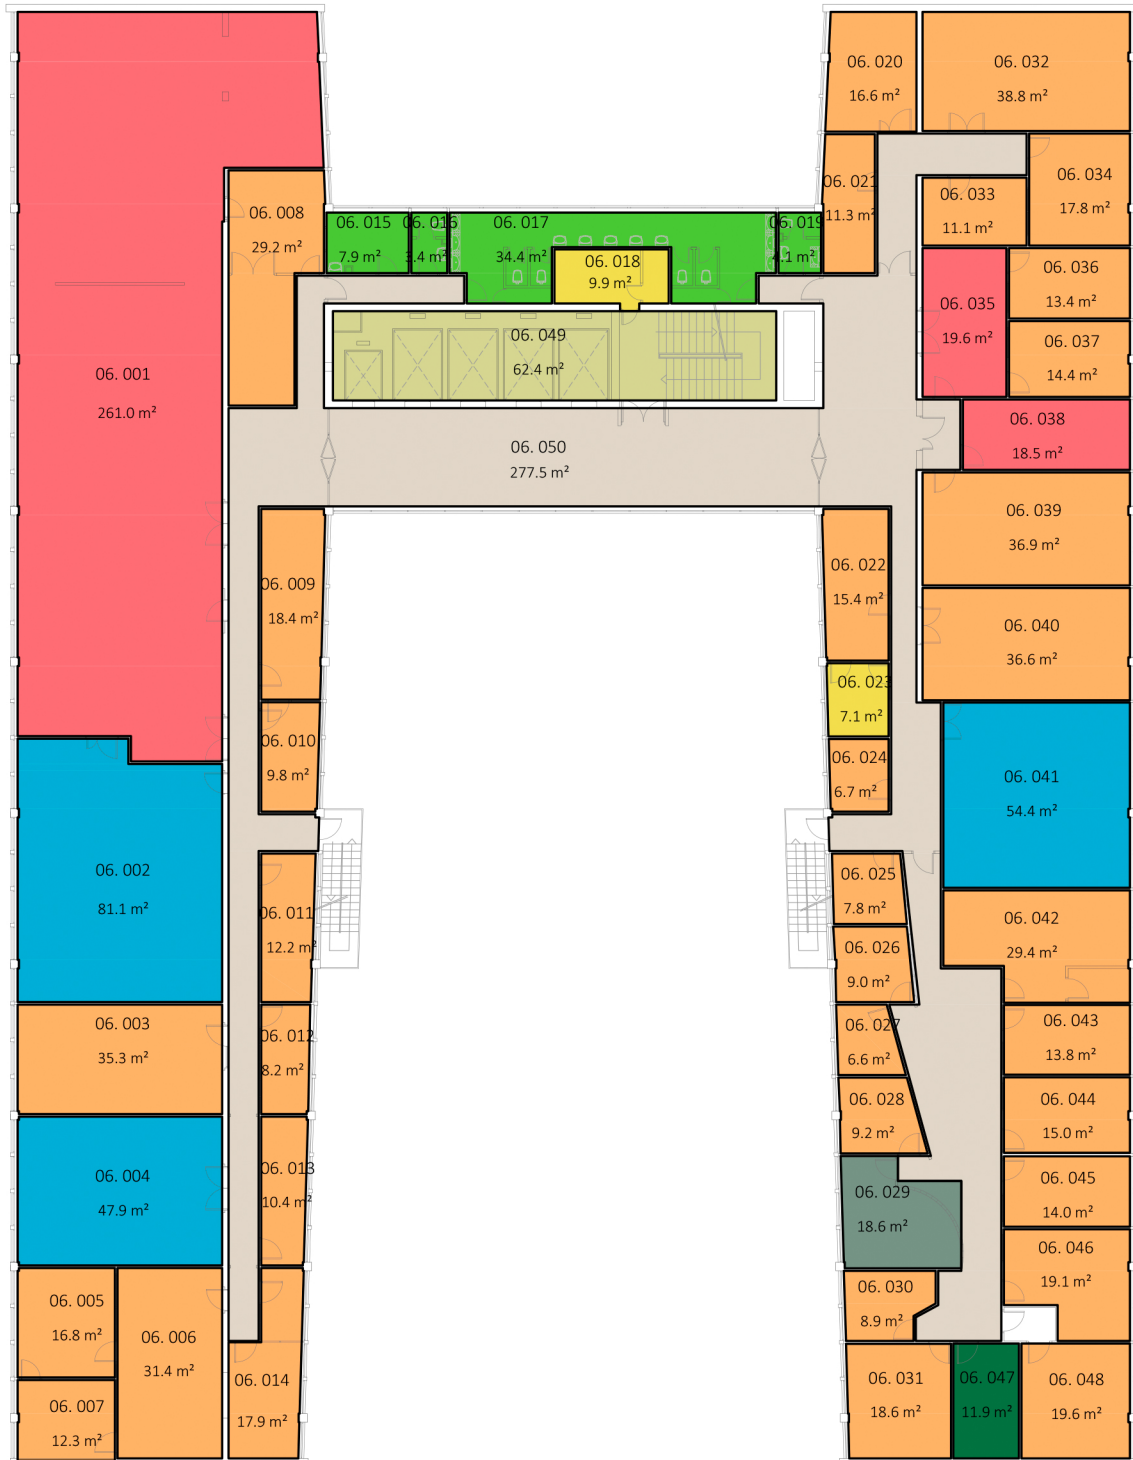 06. 001
261.0 m²
06. 002
81.1 m²
06. 003
35.3 m²
06. 004
47.9 m²
06. 005
16.8 m²
06. 006
31.4 m²
06. 007
12.3 m²
06. 008
29.2 m²
06. 009
18.4 m²
06. 010
9.8 m²
06. 011
12.2 m²
06. 012
8.2 m²
06. 013
10.4 m²
06. 014
17.9 m²
06. 015
7.9 m²
06. 016
3.4 m²
06. 017
34.4 m²
06. 018
9.9 m²
06. 019
4.1 m²
06. 049
62.4 m²
06. 050
277.5 m²
06. 020
16.6 m²
06. 021
11.3 m²
06. 022
15.4 m²
06. 023
7.1 m²
06. 024
6.7 m²
06. 025
7.8 m²
06. 026
9.0 m²
06. 027
6.6 m²
06. 028
9.2 m²
06. 029
18.6 m²
06. 030
8.9 m²
06. 031
18.6 m²
06. 032
38.8 m²
06. 033
11.1 m²
06. 034
17.8 m²
06. 035
19.6 m²
06. 036
13.4 m²
06. 037
14.4 m²
06. 038
18.5 m²
06. 039
36.9 m²
06. 040
36.6 m²
06. 041
54.4 m²
06. 042
29.4 m²
06. 043
13.8 m²
06. 044
15.0 m²
06. 045
14.0 m²
06. 046
19.1 m²
06. 047
11.9 m²
06. 048
19.6 m²